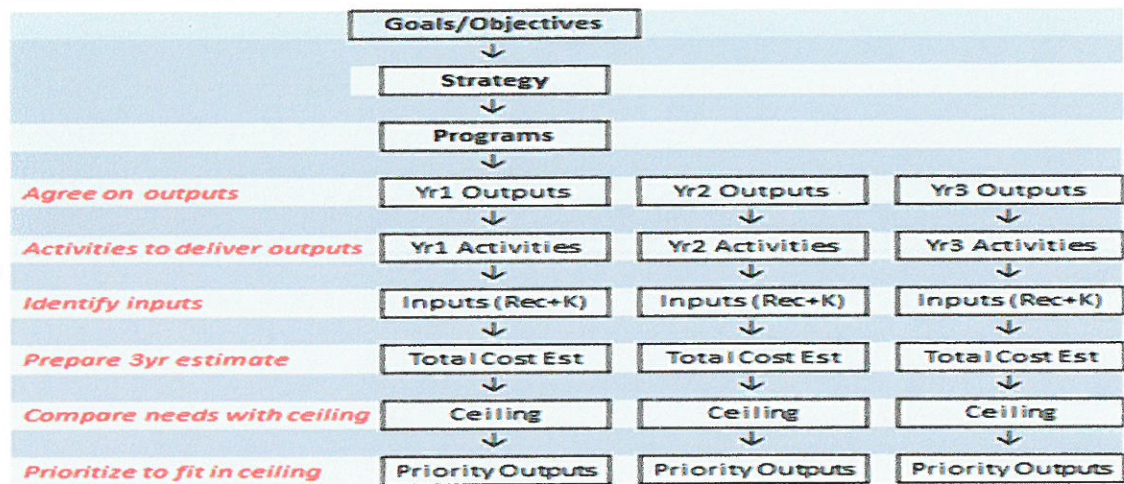 Goals/Objectives
Strategy
Programs
Agree on outputs Yr1 Outputs Yr2 Outputs Yr3 Outputs
Activities to deliver outputs Yr1 Activities Yr2 Activities Yr3 Activities
Identify inputs Inputs (Rec+K) Inputs (Rec+K) Inputs (Rec+K)
Prepare 3yr estimate Total Cost Est Total Cost Est Total Cost Est
Compare needs with ceiling Ceiling Ceiling Ceiling
Prioritize to fit in ceiling Priority Outputs Priority Outputs Priority Outputs